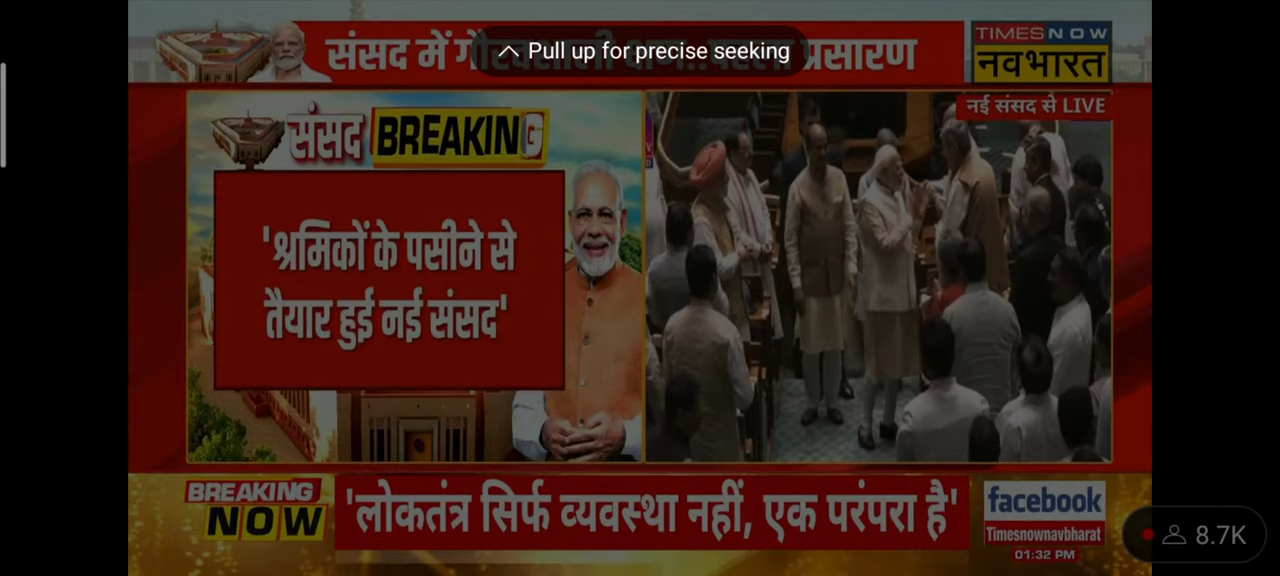 संसद में
प्रसारण
Pull up for precise seeking
TIMES NOW
नवभारत
नई संसद से LIVE
संसद BREAKING
'श्रमिकों के पसीने से
तैयार हुई नई संसद'
BREAKING
NOW
'लोकतंत्र सिर्फ व्यवस्था नहीं, एक परंपरा है'
facebook
Timesnownavbharat
01:32 PM
8.7K